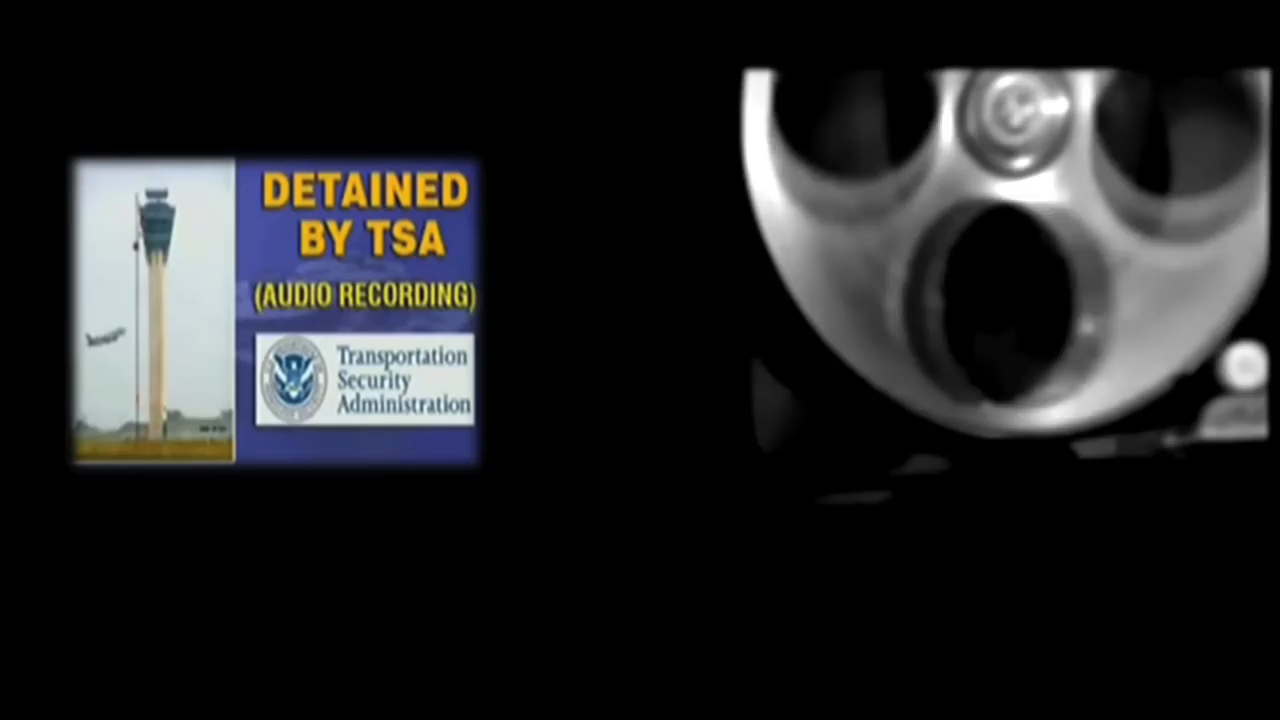 DETAINED
BY TSA
(AUDIO RECORDING)
Transportation
Security
Administration